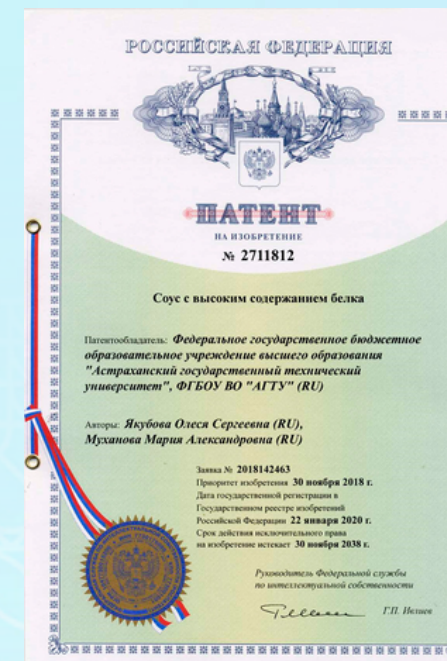 РОССИЙСКАЯ ФЕДЕРАЦИЯ
ПАТЕНТ
НА ИЗОБРЕТЕНИЕ
№ 2711812
Соус с высоким содержанием белка
Патентообладатель: Федеральное государственное бюджетное
образовательное учреждение высшего образования
"Астраханский государственный технический
университет", ФГБОУ ВО "АГТУ" (RU)
Авторы: Якубова Олеся Сергеевна (RU),
Муханова Мария Александровна (RU)
Заявка № 2018142463
Приоритет изобретения 30 ноября 2018 г.
Дата государственной регистрации в
Государственном реестре изобретений
Российской Федерации 22 января 2020 г.
Срок действия исключительного права
на изобретение истекает 30 ноября 2038 г.
Руководитель Федеральной службы
по интеллектуальной собственности
Г.П. Ивлиев